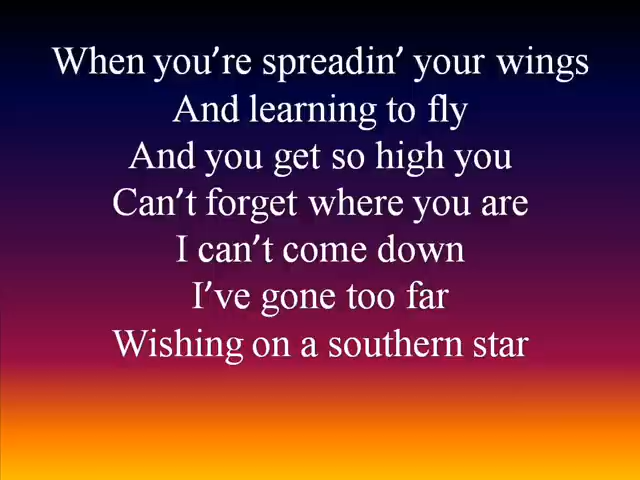 When you're spreadin' your wings
And learning to fly
And you get so high you
Can't forget where you are
I can't come down
I've gone too far
Wishing on a southern star